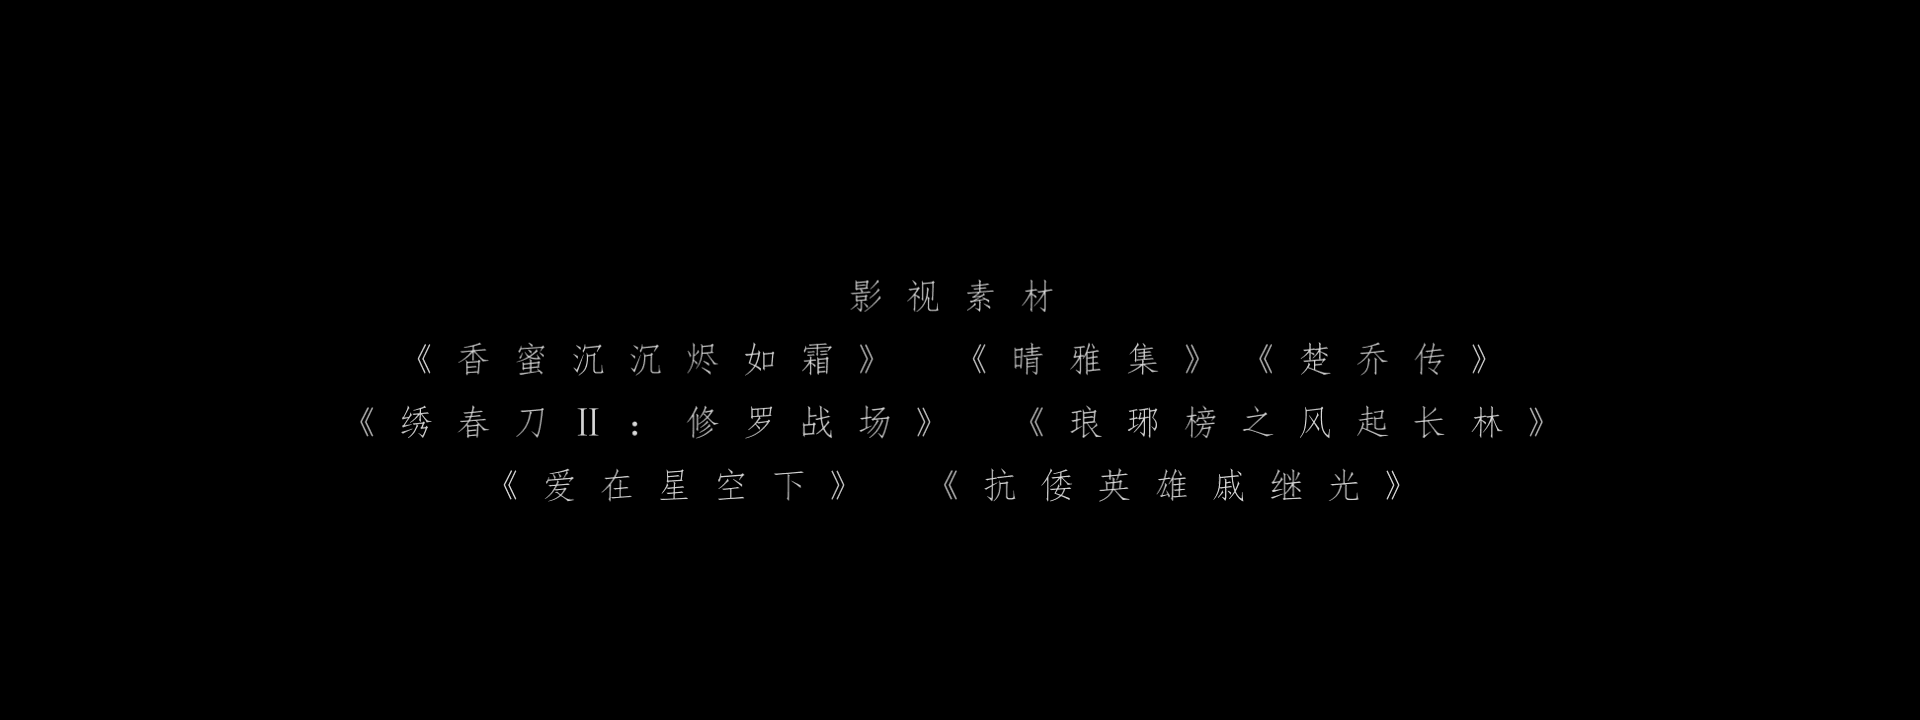 影视素材
《香蜜沉沉烬如霜》 《晴雅集》《楚乔传》
《绣春刀Ⅱ：修罗战场》 《琅琊榜之风起长林》
《爱在星空下》 《抗倭英雄戚继光》